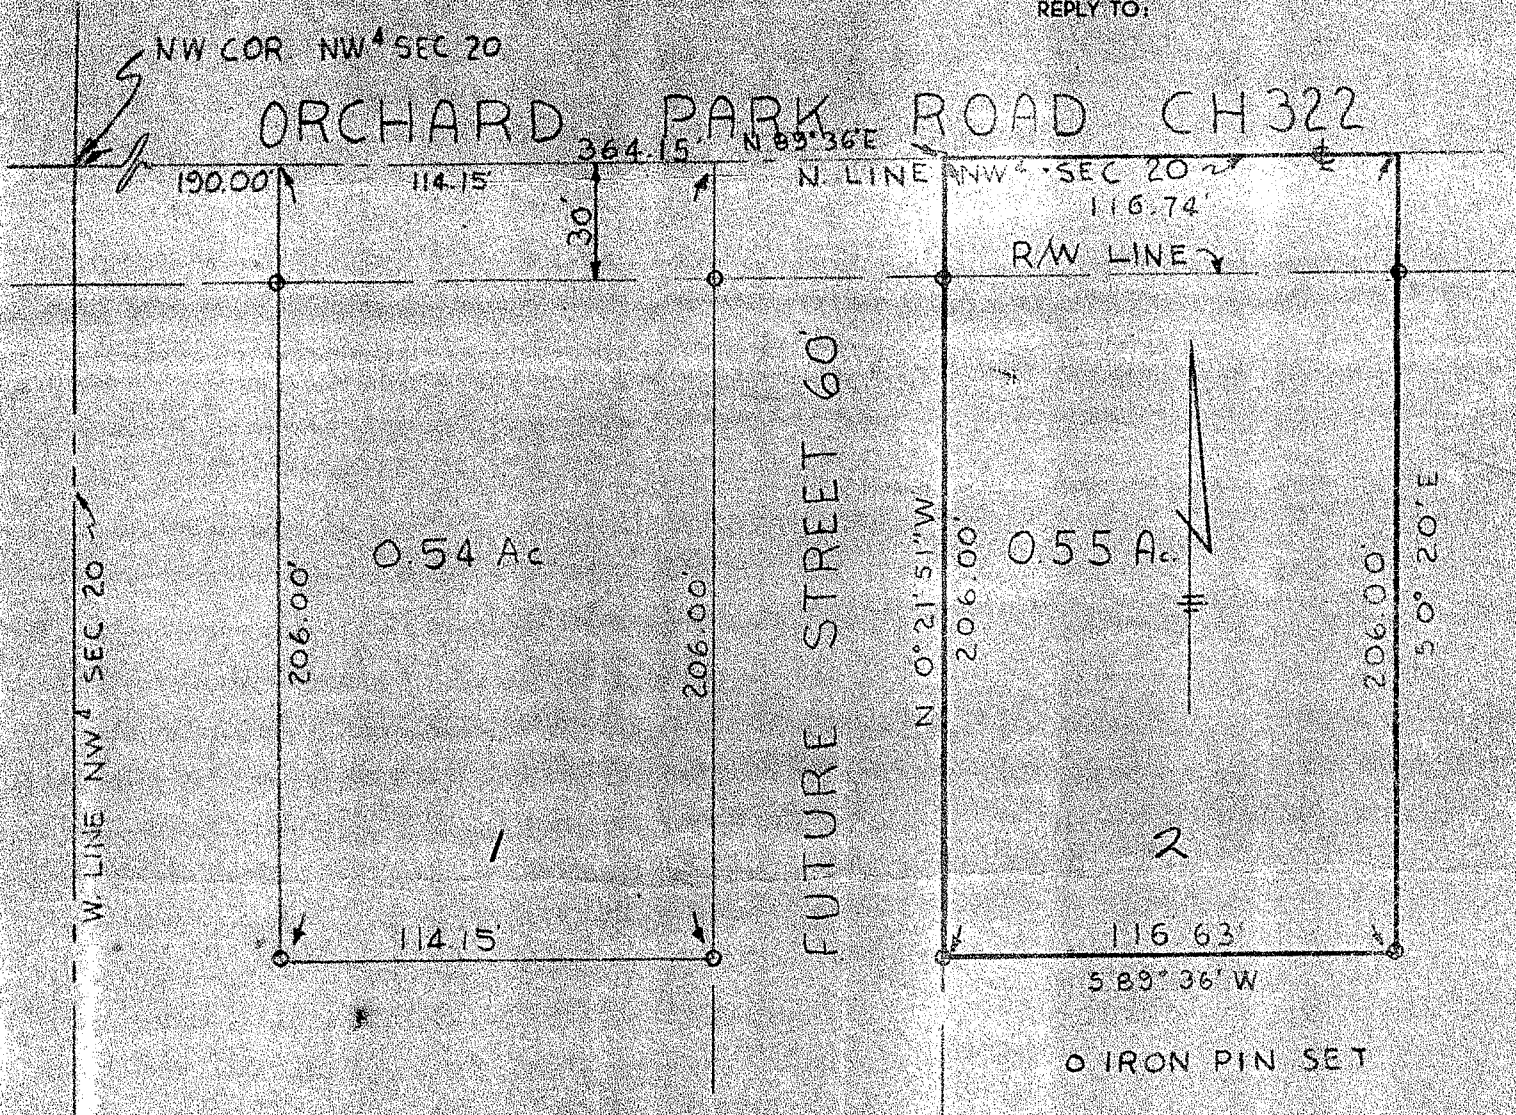 REPLY TO:
NW COR. NW⁴ SEC 20
ORCHARD PARK ROAD CH 322
364.15' N 89° 36' E
190.00' 114.15' N. LINE NW⁴ SEC 20
116.74'
30'
R/W LINE
W. LINE NW⁴ SEC 20
206.00'
0.54 Ac
206.00'
1
114.15'
FUTURE STREET 60'
N 0° 21' 51" W
206.00'
0.55 Ac.
206.00'
S 0° 20' E
2
116.63'
S 89° 36' W
O IRON PIN SET